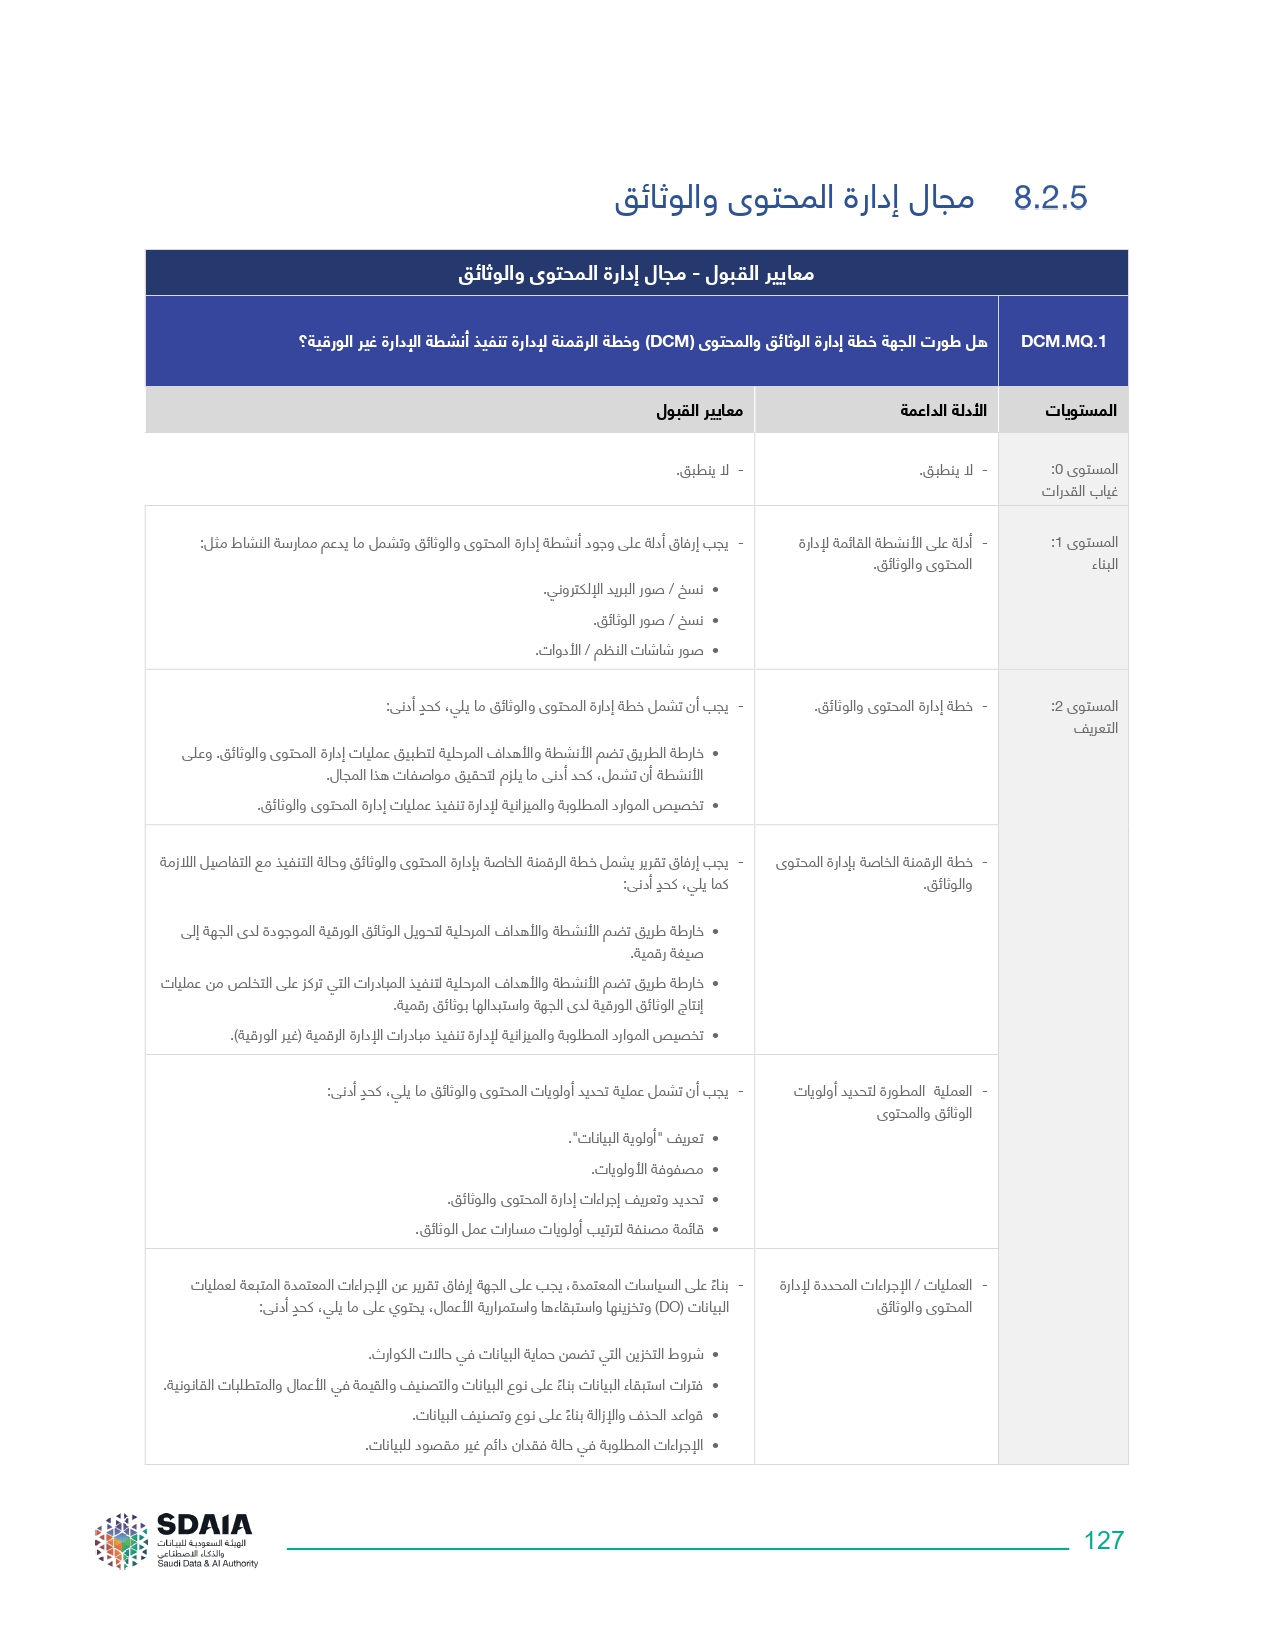 8.2.5 مجال إدارة المحتوى والوثائق
معايير القبول - مجال إدارة المحتوى والوثائق
DCM.MQ.1
هل طورت الجهة خطة إدارة الوثائق والمحتوى (DCM) وخطة الرقمنة لإدارة تنفيذ أنشطة الإدارة غير الورقية؟
المستويات
الأدلة الداعمة
معايير القبول
المستوى 0:
غياب القدرات
- لا ينطبق.
- لا ينطبق.
المستوى 1:
البناء
- أدلة على الأنشطة القائمة لإدارة
المحتوى والوثائق.
- يجب إرفاق أدلة على وجود أنشطة إدارة المحتوى والوثائق وتشمل ما يدعم ممارسة النشاط مثل:
• نسخ / صور البريد الإلكتروني.
• نسخ / صور الوثائق.
• صور شاشات النظم / الأدوات.
المستوى 2:
التعريف
- خطة إدارة المحتوى والوثائق.
- يجب أن تشمل خطة إدارة المحتوى والوثائق ما يلي، كحدٍ أدنى:
• خارطة الطريق تضم الأنشطة والأهداف المرحلية لتطبيق عمليات إدارة المحتوى والوثائق. وعلى
الأنشطة أن تشمل، كحد أدنى ما يلزم لتحقيق مواصفات هذا المجال.
• تخصيص الموارد المطلوبة والميزانية لإدارة تنفيذ عمليات إدارة المحتوى والوثائق.
- خطة الرقمنة الخاصة بإدارة المحتوى
والوثائق.
- يجب إرفاق تقرير يشمل خطة الرقمنة الخاصة بإدارة المحتوى والوثائق وحالة التنفيذ مع التفاصيل اللازمة
كما يلي، كحدٍ أدنى:
• خارطة طريق تضم الأنشطة والأهداف المرحلية لتحويل الوثائق الورقية الموجودة لدى الجهة إلى
صيغة رقمية.
• خارطة طريق تضم الأنشطة والأهداف المرحلية لتنفيذ المبادرات التي تركز على التخلص من عمليات
إنتاج الوثائق الورقية لدى الجهة واستبدالها بوثائق رقمية.
• تخصيص الموارد المطلوبة والميزانية لإدارة تنفيذ مبادرات الإدارة الرقمية (غير الورقية).
- العملية  المطورة لتحديد أولويات
الوثائق والمحتوى
- يجب أن تشمل عملية تحديد أولويات المحتوى والوثائق ما يلي، كحدٍ أدنى:
• تعريف "أولوية البيانات".
• مصفوفة الأولويات.
• تحديد وتعريف إجراءات إدارة المحتوى والوثائق.
• قائمة مصنفة لترتيب أولويات مسارات عمل الوثائق.
- العمليات / الإجراءات المحددة لإدارة
المحتوى والوثائق
- بناءً على السياسات المعتمدة، يجب على الجهة إرفاق تقرير عن الإجراءات المعتمدة المتبعة لعمليات
البيانات (DO) وتخزينها واستبقاءها واستمرارية الأعمال، يحتوي على ما يلي، كحدٍ أدنى:
• شروط التخزين التي تضمن حماية البيانات في حالات الكوارث.
• فترات استبقاء البيانات بناءً على نوع البيانات والتصنيف والقيمة في الأعمال والمتطلبات القانونية.
• قواعد الحذف والإزالة بناءً على نوع وتصنيف البيانات.
• الإجراءات المطلوبة في حالة فقدان دائم غير مقصود للبيانات.
SDAIA
الهيئة السعودية للبيانات
والذكاء الاصطناعي
Saudi Data & AI Authority
127